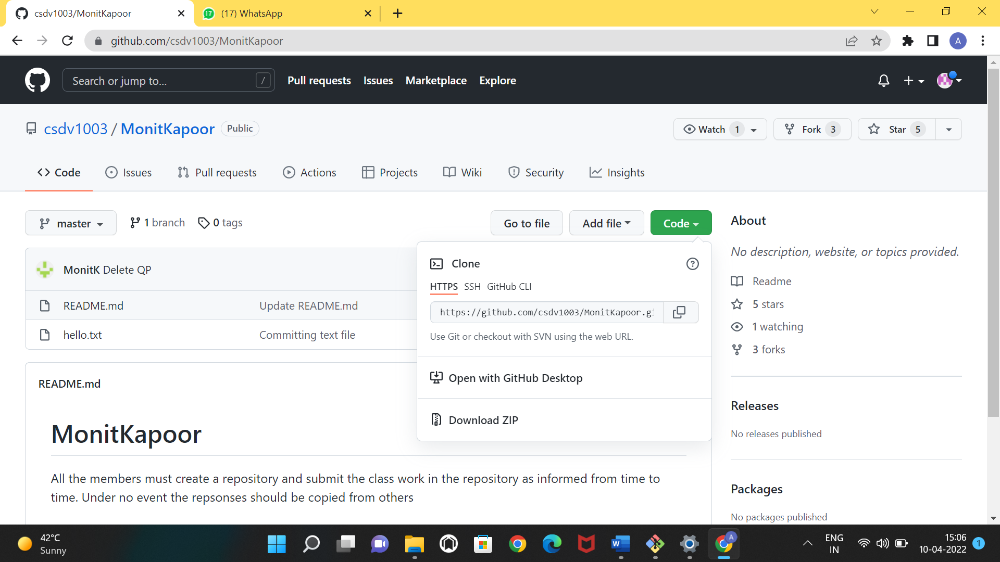 csdv1003/MonitKapoor
17 (17) WhatsApp
github.com/csdv1003/MonitKapoor
A
Search or jump to... /
Pull requests Issues Marketplace Explore
csdv1003 / MonitKapoor Public
Watch 1 Fork 3 Star 5
Code Issues Pull requests Actions Projects Wiki Security Insights
master 1 branch 0 tags
Go to file Add file Code
MonitK Delete QP
README.md Update README.md
hello.txt Committing text file
Clone
HTTPS SSH GitHub CLI
https://github.com/csdv1003/MonitKapoor.gi
Use Git or checkout with SVN using the web URL.
Open with GitHub Desktop
Download ZIP
README.md
MonitKapoor
All the members must create a repository and submit the class work in the repository as informed from time to
time. Under no event the repsonses should be copied from others
About
No description, website, or topics provided.
Readme
5 stars
1 watching
3 forks
Releases
No releases published
Packages
No packages published
42°C
Sunny
W
A
ENG
IN
15:06
10-04-2022
1